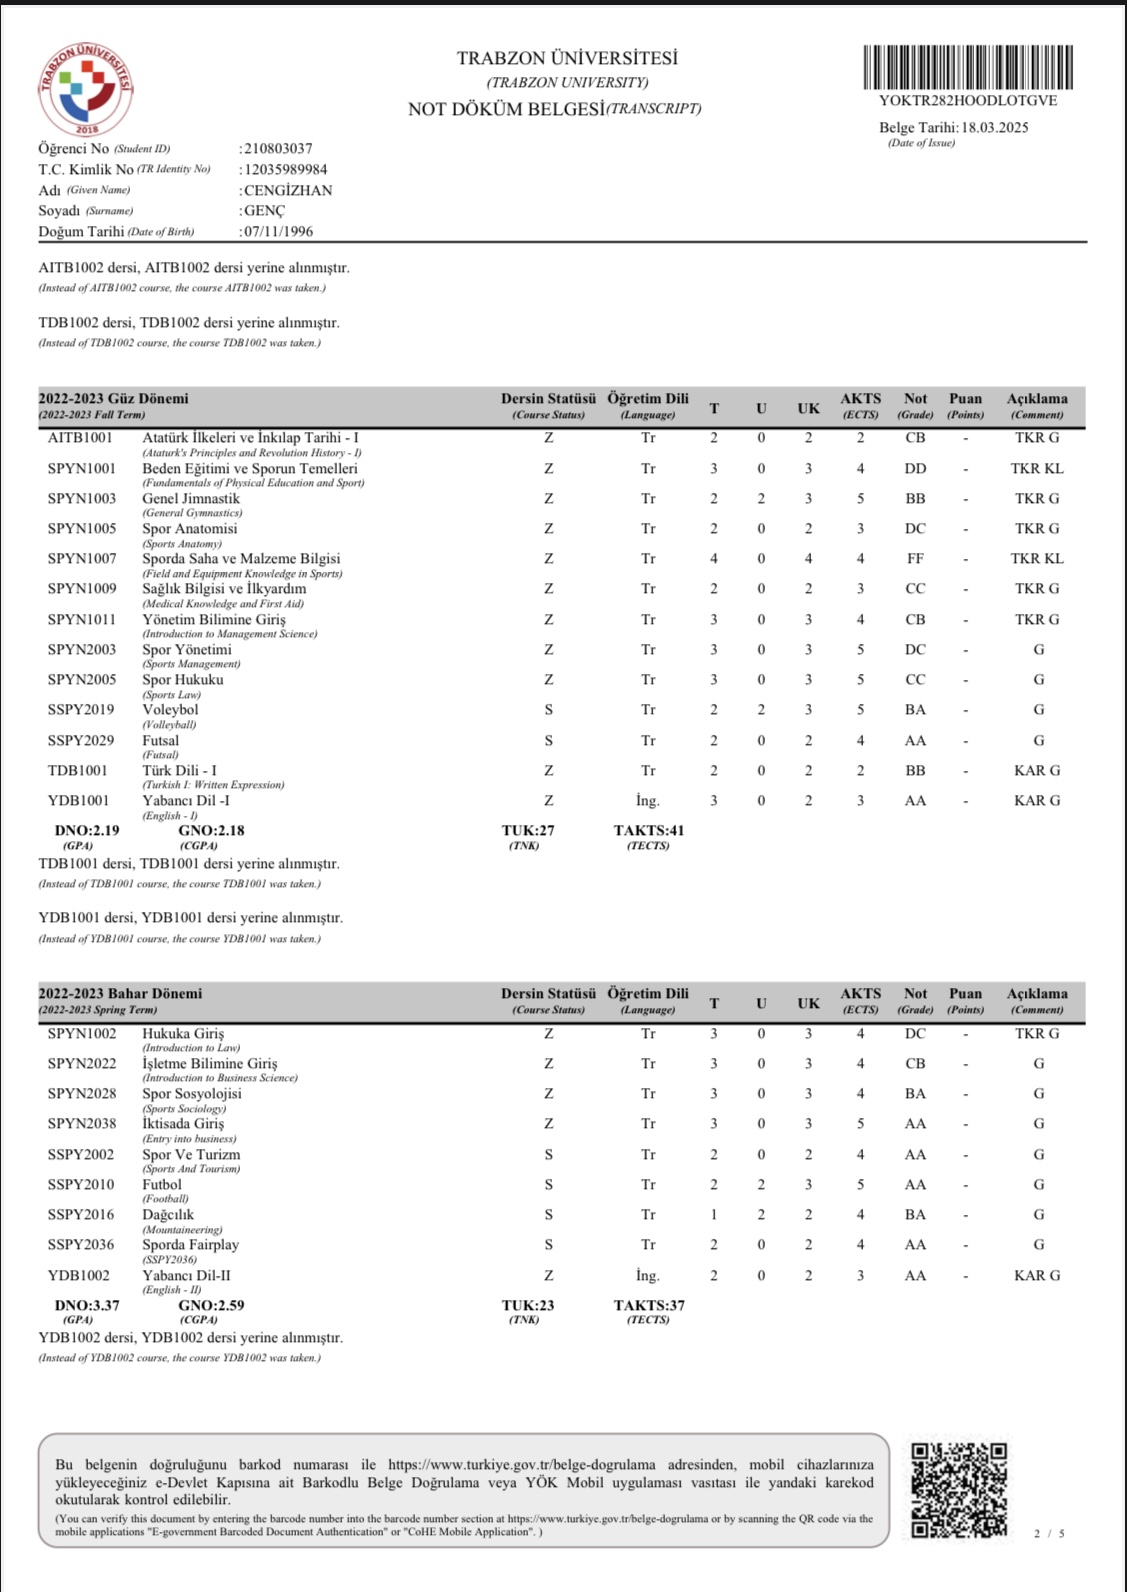 TRABZON ÜNİVERSİTESİ
2018
TRABZON ÜNİVERSİTESİ
(TRABZON UNIVERSITY)
NOT DÖKÜM BELGESİ(TRANSCRIPT)
YOKTR282HOODLOTGVE
Belge Tarihi: 18.03.2025
(Date of Issue)
Öğrenci No (Student ID) :210803037
T.C. Kimlik No (TR Identity No) :12035989984
Adı (Given Name) :CENGİZHAN
Soyadı (Surname) :GENÇ
Doğum Tarihi (Date of Birth) :07/11/1996
AITB1002 dersi, AITB1002 dersi yerine alınmıştır.
(Instead of AITB1002 course, the course AITB1002 was taken.)
TDB1002 dersi, TDB1002 dersi yerine alınmıştır.
(Instead of TDB1002 course, the course TDB1002 was taken.)
2022-2023 Güz Dönemi Dersin Statüsü Öğretim Dili T U UK AKTS Not Puan Açıklama
(2022-2023 Fall Term) (Course Status) (Language) (ECTS) (Grade) (Points) (Comment)
AITB1001 Atatürk İlkeleri ve İnkılap Tarihi - I Z Tr 2 0 2 2 CB - TKR G
(Ataturk's Principles and Revolution History - I)
SPYN1001 Beden Eğitimi ve Sporun Temelleri Z Tr 3 0 3 4 DD - TKR KL
(Fundamentals of Physical Education and Sport)
SPYN1003 Genel Jimnastik Z Tr 2 2 3 5 BB - TKR G
(General Gymnastics)
SPYN1005 Spor Anatomisi Z Tr 2 0 2 3 DC - TKR G
(Sports Anatomy)
SPYN1007 Sporda Saha ve Malzeme Bilgisi Z Tr 4 0 4 4 FF - TKR KL
(Field and Equipment Knowledge in Sports)
SPYN1009 Sağlık Bilgisi ve İlkyardım Z Tr 2 0 2 3 CC - TKR G
(Medical Knowledge and First Aid)
SPYN1011 Yönetim Bilimine Giriş Z Tr 3 0 3 4 CB - TKR G
(Introduction to Management Science)
SPYN2003 Spor Yönetimi Z Tr 3 0 3 5 DC - G
(Sports Management)
SPYN2005 Spor Hukuku Z Tr 3 0 3 5 CC - G
(Sports Law)
SSPY2019 Voleybol S Tr 2 2 3 5 BA - G
(Volleyball)
SSPY2029 Futsal S Tr 2 0 2 4 AA - G
(Futsal)
TDB1001 Türk Dili - I Z Tr 2 0 2 2 BB - KAR G
(Turkish I: Written Expression)
YDB1001 Yabancı Dil -I Z İng. 3 0 2 3 AA - KAR G
(English - I)
DNO:2.19 GNO:2.18 TUK:27 TAKTS:41
(GPA) (CGPA) (TNK) (TECTS)
TDB1001 dersi, TDB1001 dersi yerine alınmıştır.
(Instead of TDB1001 course, the course TDB1001 was taken.)
YDB1001 dersi, YDB1001 dersi yerine alınmıştır.
(Instead of YDB1001 course, the course YDB1001 was taken.)
2022-2023 Bahar Dönemi Dersin Statüsü Öğretim Dili T U UK AKTS Not Puan Açıklama
(2022-2023 Spring Term) (Course Status) (Language) (ECTS) (Grade) (Points) (Comment)
SPYN1002 Hukuka Giriş Z Tr 3 0 3 4 DC - TKR G
(Introduction to Law)
SPYN2022 İşletme Bilimine Giriş Z Tr 3 0 3 4 CB - G
(Introduction to Business Science)
SPYN2028 Spor Sosyolojisi Z Tr 3 0 3 4 BA - G
(Sports Sociology)
SPYN2038 İktisada Giriş Z Tr 3 0 3 5 AA - G
(Entry into business)
SSPY2002 Spor Ve Turizm S Tr 2 0 2 4 AA - G
(Sports And Tourism)
SSPY2010 Futbol S Tr 2 2 3 5 AA - G
(Football)
SSPY2016 Dağcılık S Tr 1 2 2 4 BA - G
(Mountaineering)
SSPY2036 Sporda Fairplay S Tr 2 0 2 4 AA - G
(SSPY2036)
YDB1002 Yabancı Dil-II Z İng. 2 0 2 3 AA - KAR G
(English - II)
DNO:3.37 GNO:2.59 TUK:23 TAKTS:37
(GPA) (CGPA) (TNK) (TECTS)
YDB1002 dersi, YDB1002 dersi yerine alınmıştır.
(Instead of YDB1002 course, the course YDB1002 was taken.)
Bu belgenin doğruluğunu barkod numarası ile https://www.turkiye.gov.tr/belge-dogrulama adresinden, mobil cihazlarınıza
yükleyeceğiniz e-Devlet Kapısına ait Barkodlu Belge Doğrulama veya YÖK Mobil uygulaması vasıtası ile yandaki karekod
okutularak kontrol edilebilir.
(You can verify this document by entering the barcode number into the barcode number section at https://www.turkiye.gov.tr/belge-dogrulama or by scanning the QR code via the
mobile applications "E-government Barcoded Document Authentication" or "CoHE Mobile Application". )
2 / 5